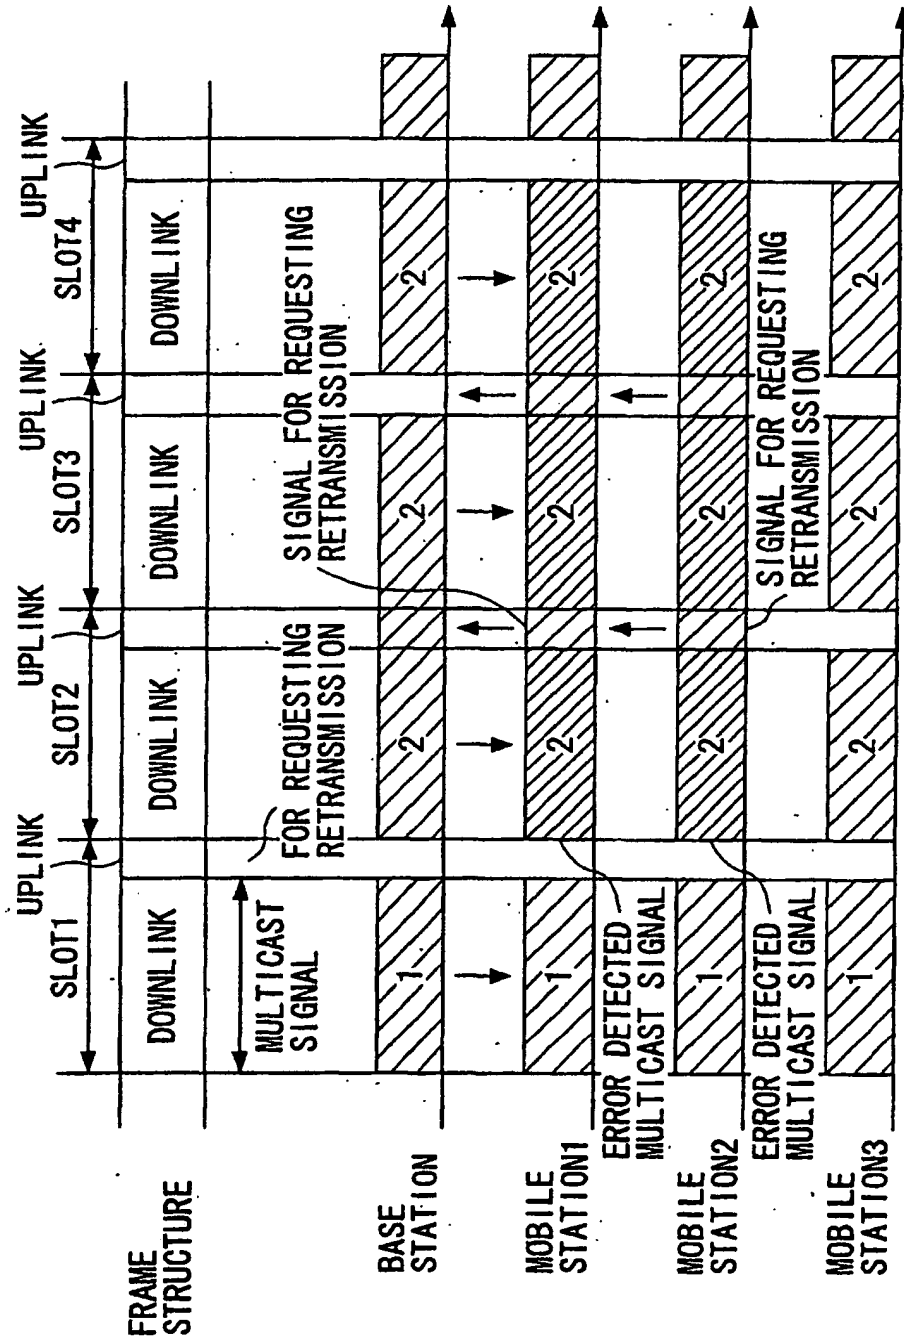 UPLINK
UPLINK
UPLINK
UPLINK
SLOT1
SLOT2
SLOT3
SLOT4
FRAME
STRUCTURE
DOWNLINK
DOWNLINK
DOWNLINK
DOWNLINK
MULTICAST
SIGNAL
FOR REQUESTING
RETRANSMISSION
SIGNAL FOR REQUESTING
RETRANSMISSION
BASE
STATION
1
2
2
2
MOBILE
STATION1
1
2
2
2
ERROR DETECTED
MULTICAST SIGNAL
MOBILE
STATION2
1
2
2
2
ERROR DETECTED
MULTICAST SIGNAL
SIGNAL FOR REQUESTING
RETRANSMISSION
MOBILE
STATION3
1
2
2
2